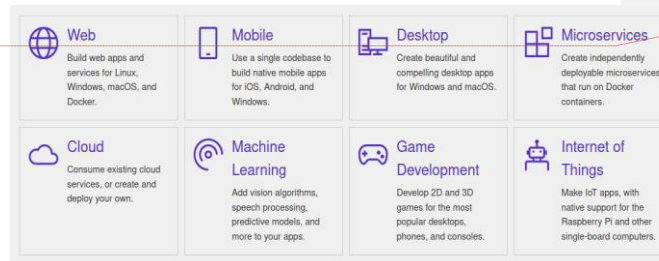 Web
Build web apps and
services for Linux,
Windows, macOS, and
Docker.
Mobile
Use a single codebase to
build native mobile apps
for iOS, Android, and
Windows.
Desktop
Create beautiful and
compelling desktop apps
for Windows and macOS.
Microservices
Create independently
deployable microservices
that run on Docker
containers.
Cloud
Consume existing cloud
services, or create and
deploy your own.
Machine
Learning
Add vision algorithms,
speech processing,
predictive models, and
more to your apps.
Game
Development
Develop 2D and 3D
games for the most
popular desktops,
phones, and consoles.
Internet of
Things
Make IoT apps, with
native support for the
Raspberry Pi and other
single-board computers.